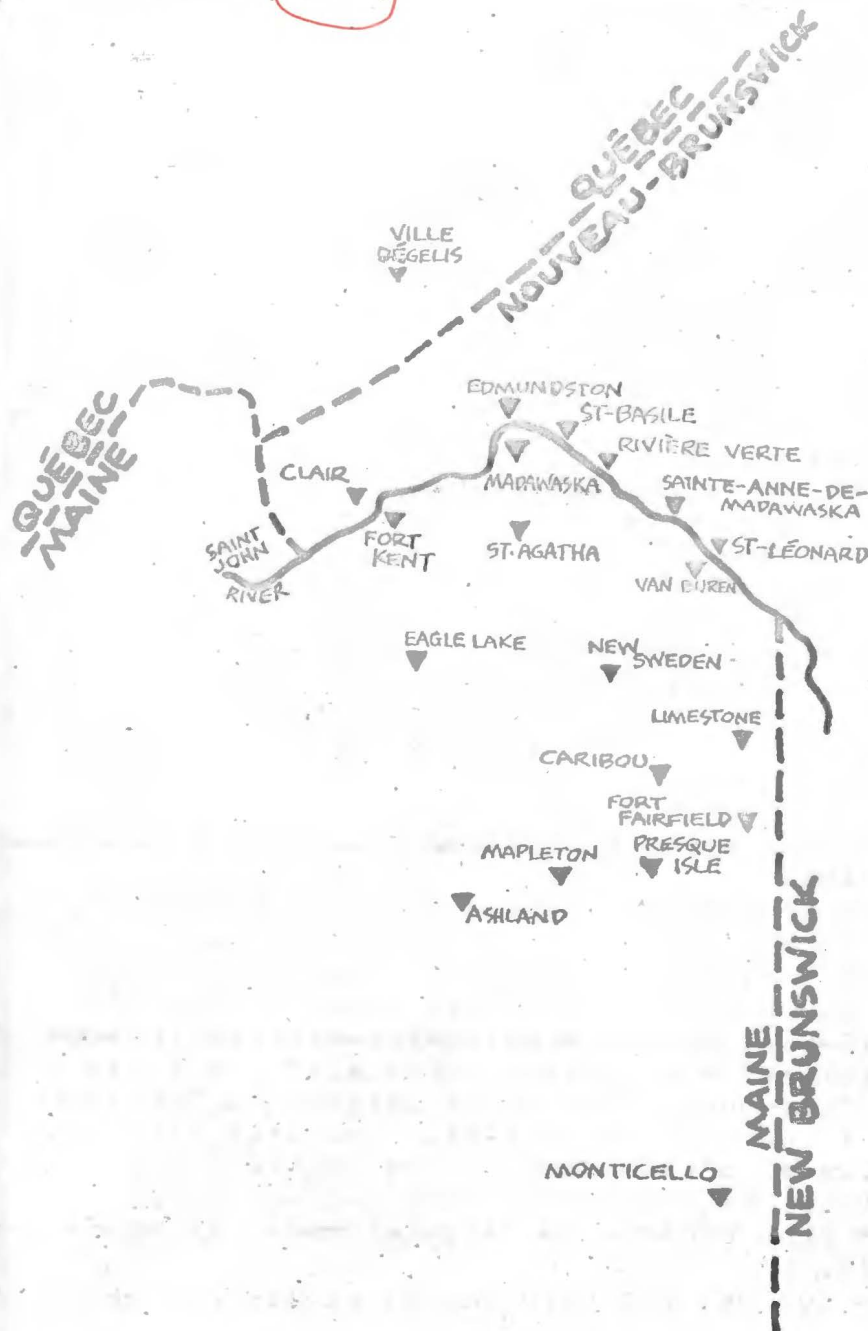 QUÉBEC
NOUVEAU-BRUNSWICK
VILLE
DÉGELIS
QUÉBEC
MAINE
EDMUNDSTON
ST-BASILE
RIVIÈRE VERTE
CLAIR
MADAWASKA
SAINTE-ANNE-DE-
MADAWASKA
FORT
KENT
ST. AGATHA
ST-LÉONARD
SAINT
JOHN
RIVER
VAN BUREN
EAGLE LAKE
NEW
SWEDEN
LIMESTONE
CARIBOU
FORT
FAIRFIELD
MAPLETON
PRESQUE
ISLE
ASHLAND
MAINE
NEW BRUNSWICK
MONTICELLO